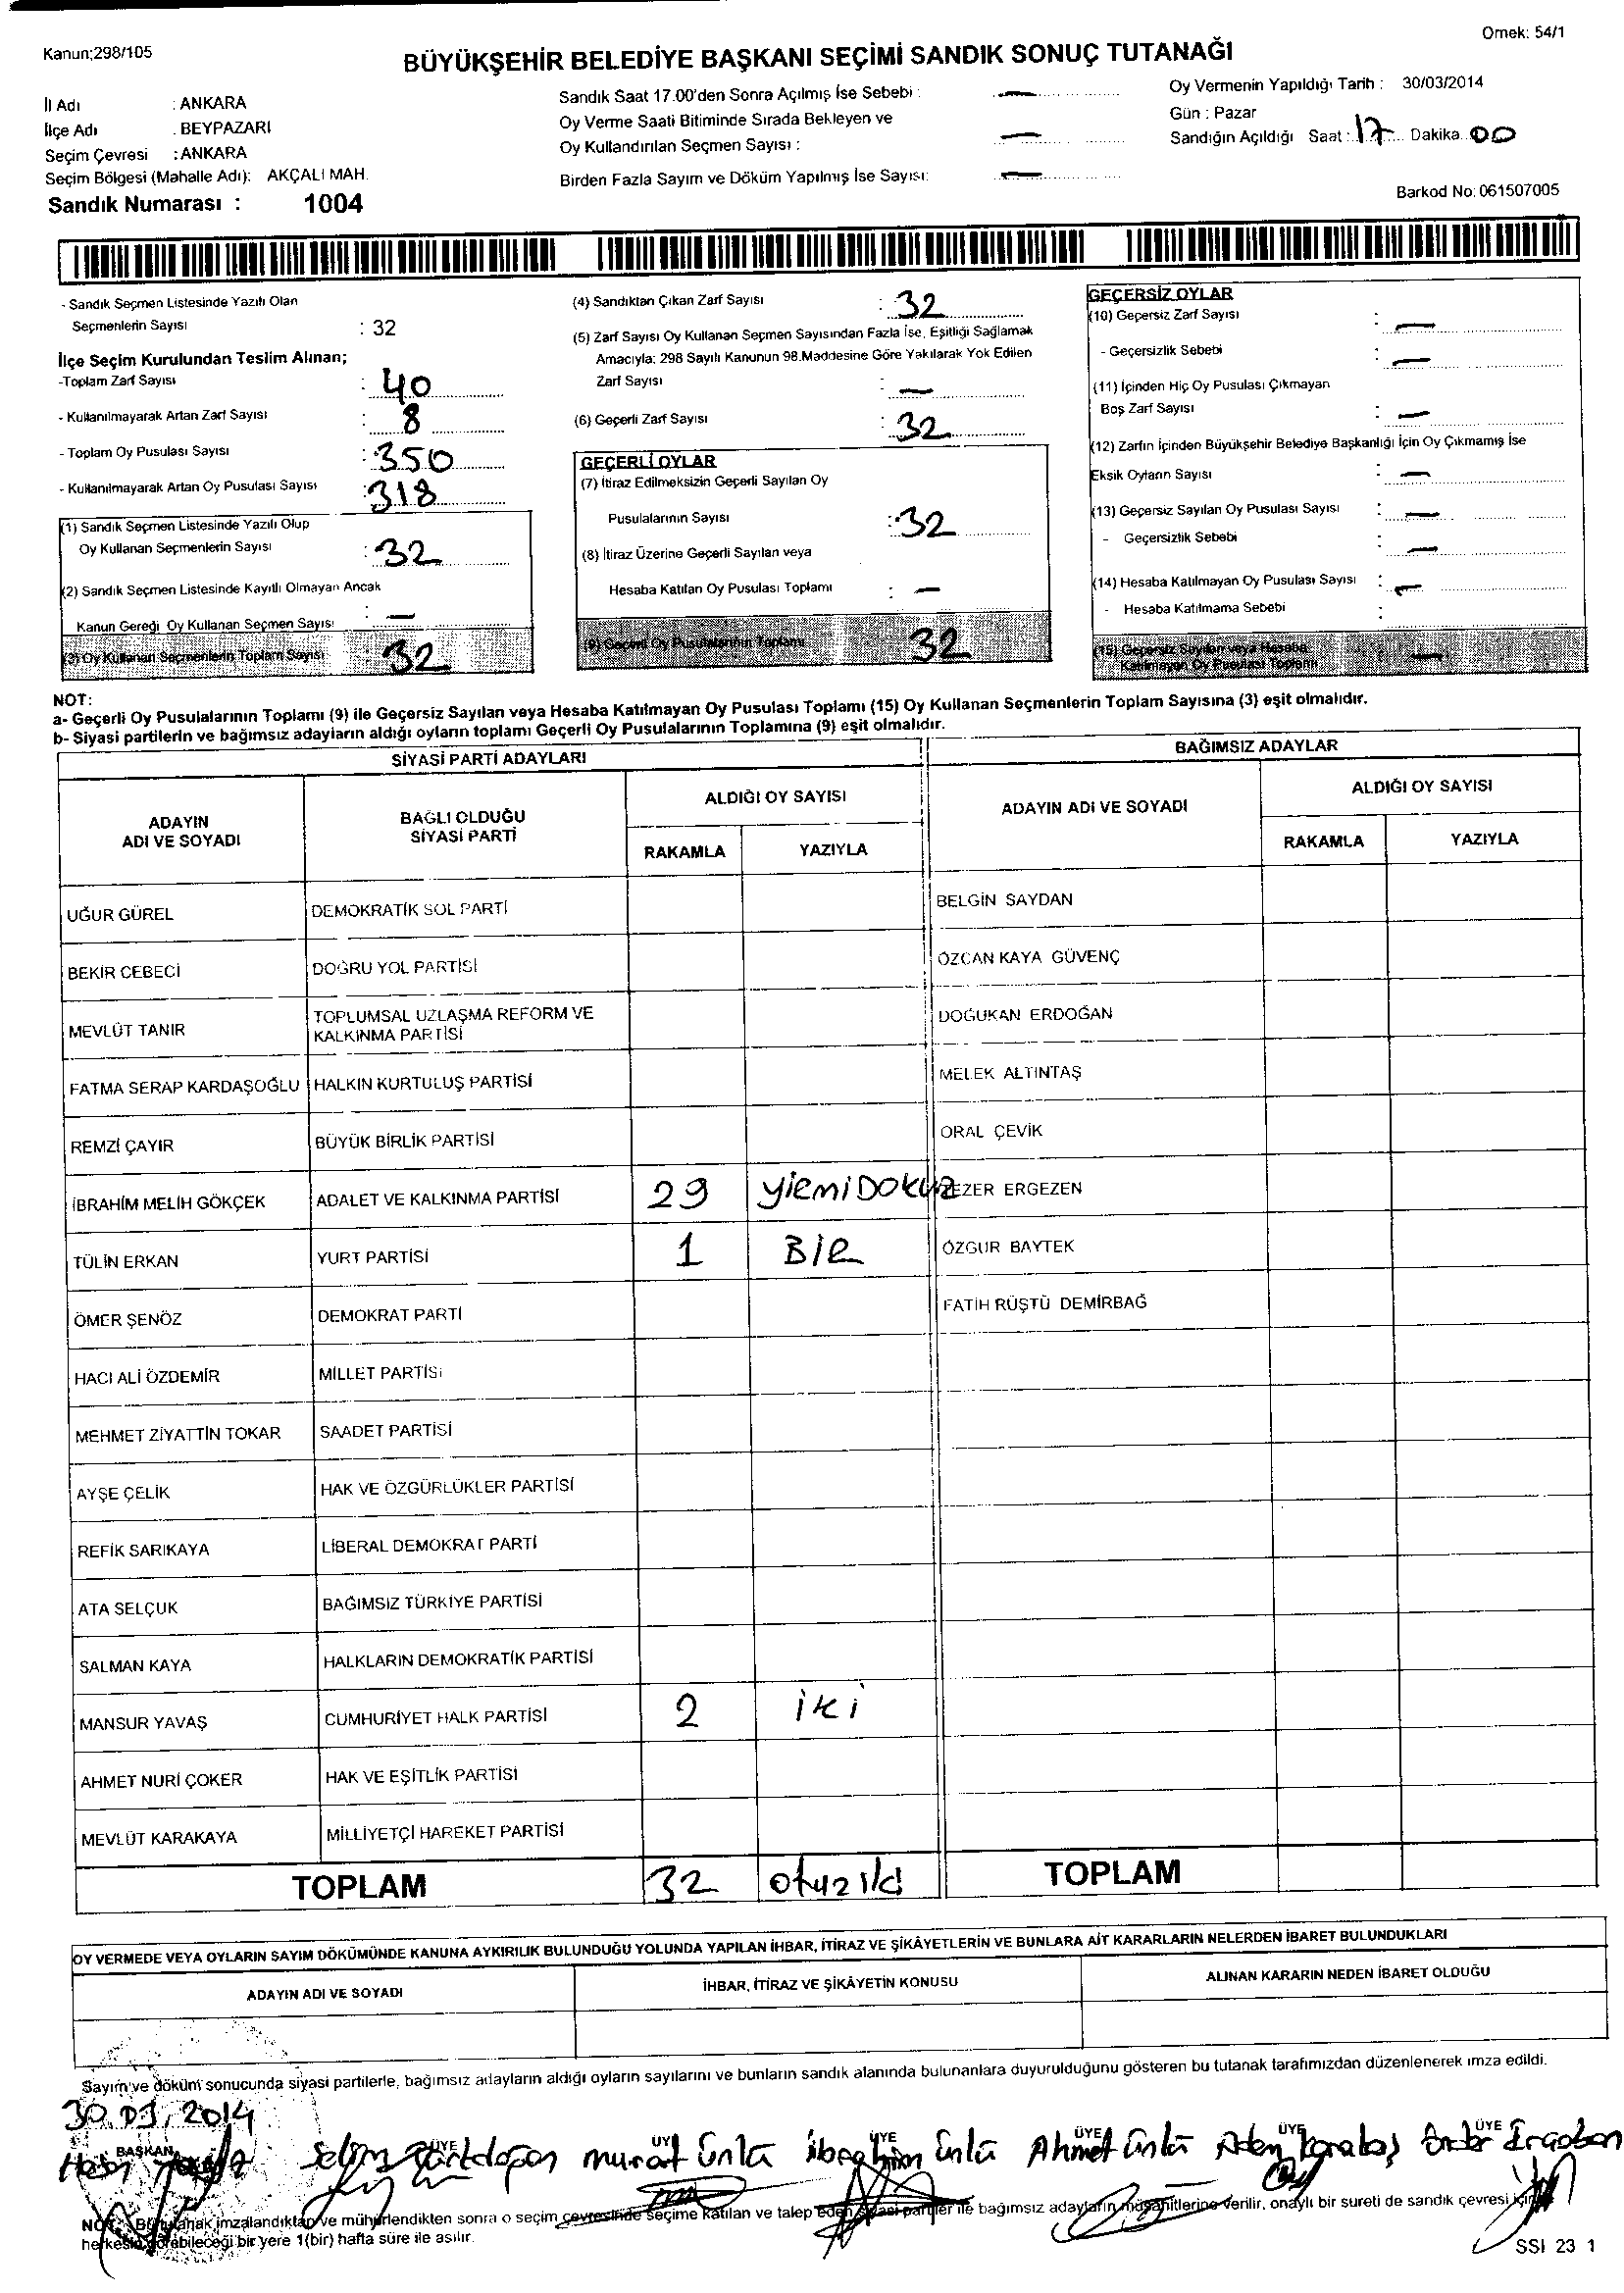 Kanun;298/105
Ornek: 54/1
BÜYÜKŞEHİR BELEDİYE BAŞKANI SEÇİMİ SANDIK SONUÇ TUTANAĞI
İl Adı : ANKARA
İlçe Adı : BEYPAZARI
Seçim Çevresi : ANKARA
Seçim Bölgesi (Mahalle Adı): AKÇALI MAH.
Sandık Numarası : 1004
Sandık Saat 17.00'den Sonra Açılmış İse Sebebi : —
Oy Verme Saati Bitiminde Sırada Bekleyen ve
Oy Kullandırılan Seçmen Sayısı : —
Birden Fazla Sayım ve Döküm Yapılmış İse Sayısı: —
Oy Vermenin Yapıldığı Tarih : 30/03/2014
Gün : Pazar
Sandığın Açıldığı Saat : 17 Dakika 00
Barkod No: 061507005
- Sandık Seçmen Listesinde Yazılı Olan
Seçmenlerin Sayısı : 32
İlçe Seçim Kurulundan Teslim Alınan;
-Toplam Zarf Sayısı : 40
- Kullanılmayarak Artan Zarf Sayısı : 8
- Toplam Oy Pusulası Sayısı : 350
- Kullanılmayarak Artan Oy Pusulası Sayısı : 318
(1) Sandık Seçmen Listesinde Yazılı Olup
Oy Kullanan Seçmenlerin Sayısı : 32
(2) Sandık Seçmen Listesinde Kayıtlı Olmayan Ancak
Kanun Gereği Oy Kullanan Seçmen Sayısı : —
(3) Oy Kullanan Seçmenlerin Toplam Sayısı : 32
(4) Sandıktan Çıkan Zarf Sayısı : 32
(5) Zarf Sayısı Oy Kullanan Seçmen Sayısından Fazla İse, Eşitliği Sağlamak
Amacıyla: 298 Sayılı Kanunun 98.Maddesine Göre Yakılarak Yok Edilen
Zarf Sayısı : —
(6) Geçerli Zarf Sayısı : 32
GEÇERLİ OYLAR
(7) İtiraz Edilmeksizin Geçerli Sayılan Oy
Pusulalarının Sayısı : 32
(8) İtiraz Üzerine Geçerli Sayılan veya
Hesaba Katılan Oy Pusulası Toplamı : —
(9) Geçerli Oy Pusulalarının Toplamı 32
GEÇERSİZ OYLAR
(10) Geçersiz Zarf Sayısı : —
- Geçersizlik Sebebi : —
(11) İçinden Hiç Oy Pusulası Çıkmayan
Boş Zarf Sayısı : —
(12) Zarfın İçinden Büyükşehir Belediye Başkanlığı İçin Oy Çıkmamış İse
Eksik Oyların Sayısı : —
(13) Geçersiz Sayılan Oy Pusulası Sayısı : —
- Geçersizlik Sebebi : —
(14) Hesaba Katılmayan Oy Pusulası Sayısı : —
- Hesaba Katılmama Sebebi :
(15) Geçersiz Sayılan veya Hesaba
Katılmayan Oy Pusulası Toplamı —
NOT:
a- Geçerli Oy Pusulalarının Toplamı (9) ile Geçersiz Sayılan veya Hesaba Katılmayan Oy Pusulası Toplamı (15) Oy Kullanan Seçmenlerin Toplam Sayısına (3) eşit olmalıdır.
b- Siyasi partilerin ve bağımsız adayların aldığı oyların toplamı Geçerli Oy Pusulalarının Toplamına (9) eşit olmalıdır.
SİYASİ PARTİ ADAYLARI
BAĞIMSIZ ADAYLAR
ADAYIN
ADI VE SOYADI
BAĞLI OLDUĞU
SİYASİ PARTİ
ALDIĞI OY SAYISI
RAKAMLA YAZIYLA
ADAYIN ADI VE SOYADI
ALDIĞI OY SAYISI
RAKAMLA YAZIYLA
UĞUR GÜREL DEMOKRATİK SOL PARTİ BELGİN SAYDAN
BEKİR CEBECİ DOĞRU YOL PARTİSİ ÖZCAN KAYA GÜVENÇ
MEVLÜT TANIR TOPLUMSAL UZLAŞMA REFORM VE
KALKINMA PARTİSİ DOĞUKAN ERDOĞAN
FATMA SERAP KARDAŞOĞLU HALKIN KURTULUŞ PARTİSİ MELEK ALTINTAŞ
REMZİ ÇAYIR BÜYÜK BİRLİK PARTİSİ ORAL ÇEVİK
İBRAHİM MELİH GÖKÇEK ADALET VE KALKINMA PARTİSİ 29 YİRMİDOKUZ EZER ERGEZEN
TÜLİN ERKAN YURT PARTİSİ 1 BİR ÖZGÜR BAYTEK
ÖMER ŞENÖZ DEMOKRAT PARTİ FATİH RÜŞTÜ DEMİRBAĞ
HACI ALİ ÖZDEMİR MİLLET PARTİSİ
MEHMET ZİYATTİN TOKAR SAADET PARTİSİ
AYŞE ÇELİK HAK VE ÖZGÜRLÜKLER PARTİSİ
REFİK SARIKAYA LİBERAL DEMOKRAT PARTİ
ATA SELÇUK BAĞIMSIZ TÜRKİYE PARTİSİ
SALMAN KAYA HALKLARIN DEMOKRATİK PARTİSİ
MANSUR YAVAŞ CUMHURİYET HALK PARTİSİ 2 iki
AHMET NURİ ÇOKER HAK VE EŞİTLİK PARTİSİ
MEVLÜT KARAKAYA MİLLİYETÇİ HAREKET PARTİSİ
TOPLAM 32 otuziki TOPLAM
OY VERMEDE VEYA OYLARIN SAYIM DÖKÜMÜNDE KANUNA AYKIRILIK BULUNDUĞU YOLUNDA YAPILAN İHBAR, İTİRAZ VE ŞİKÂYETLERİN VE BUNLARA AİT KARARLARIN NELERDEN İBARET BULUNDUKLARI
ADAYIN ADI VE SOYADI İHBAR, İTİRAZ VE ŞİKÂYETİN KONUSU ALINAN KARARIN NEDEN İBARET OLDUĞU
Sayım ve döküm sonucunda siyasi partilerle, bağımsız adayların aldığı oyların sayılarını ve bunların sandık alanında bulunanlara duyurulduğunu gösteren bu tutanak tarafımızdan düzenlenerek imza edildi.
BAŞKAN ÜYE ÜYE ÜYE ÜYE ÜYE ÜYE
Murat Ünlü İbrahim Ünlü Ahmet Ünlü
NOT: Bu tutanak imzalandıktan ve mühürlendikten sonra o seçim çevresinde seçime katılan ve talep eden siyasi partiler ile bağımsız adayların müşahitlerine verilir, onaylı bir sureti de sandık çevresi için
herkesin görebileceği bir yere 1(bir) hafta süre ile asılır.
SSI 23 1